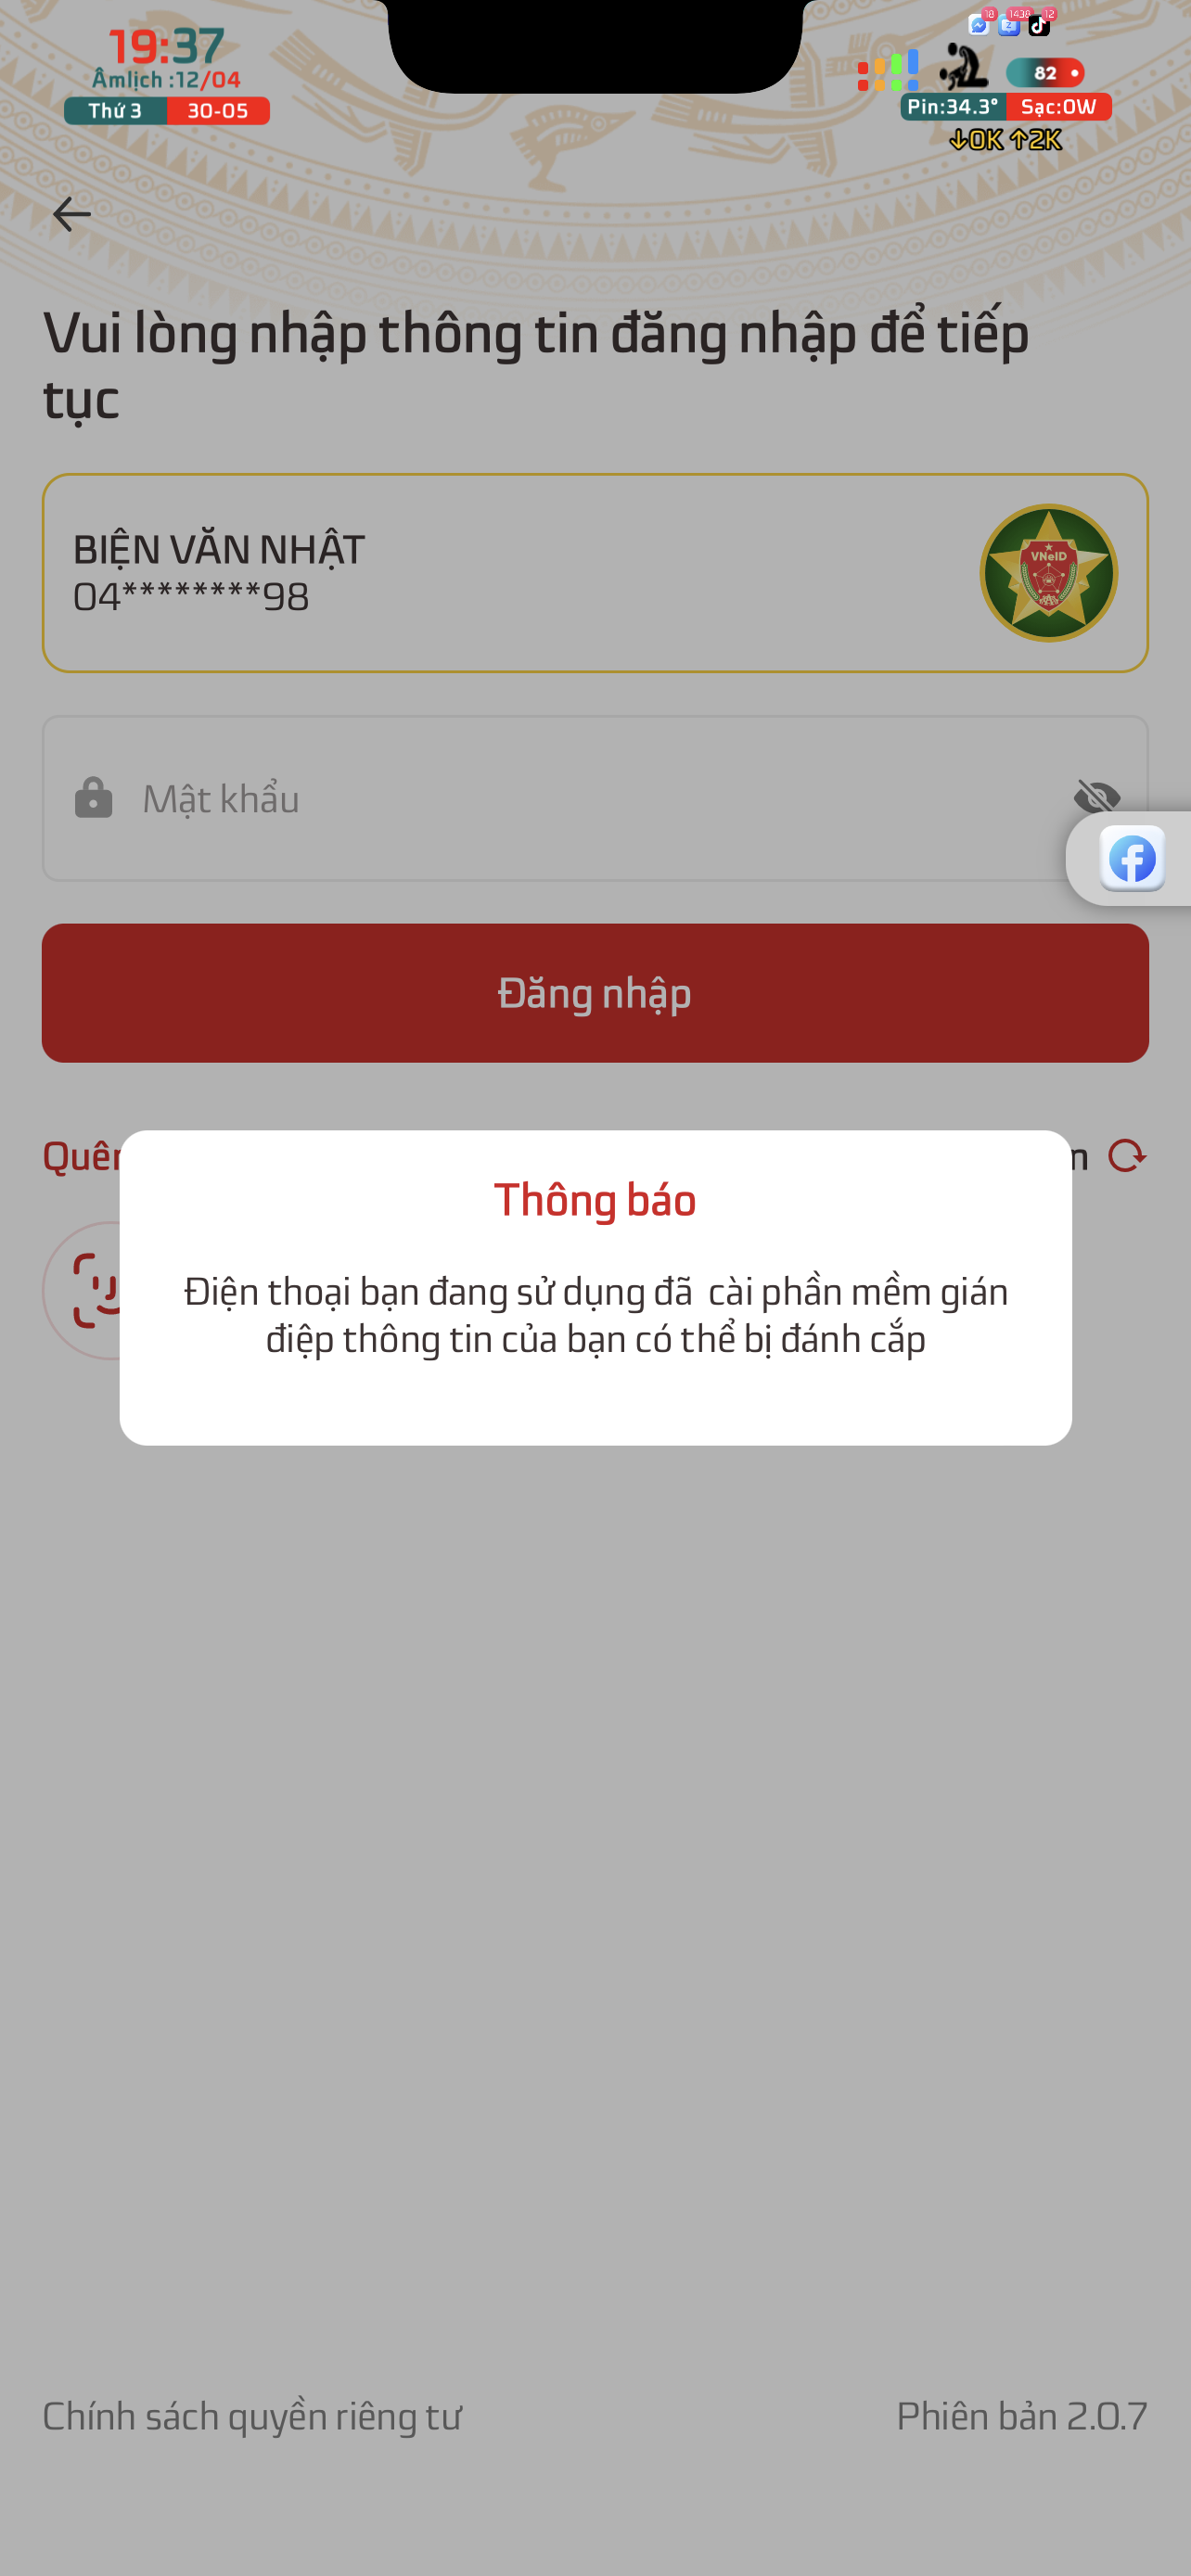 19:37
Âmlịch :12/04
Thứ 3 30-05
18 1438 12
82
Pin:34.3° Sạc:0W
↓0K ↑2K
Vui lòng nhập thông tin đăng nhập để tiếp
tục
BIỆN VĂN NHẬT
04********98
VNeID
Mật khẩu
Đăng nhập
Thông báo
Điện thoại bạn đang sử dụng đã  cài phần mềm gián
điệp thông tin của bạn có thể bị đánh cắp
Chính sách quyền riêng tư
Phiên bản 2.0.7